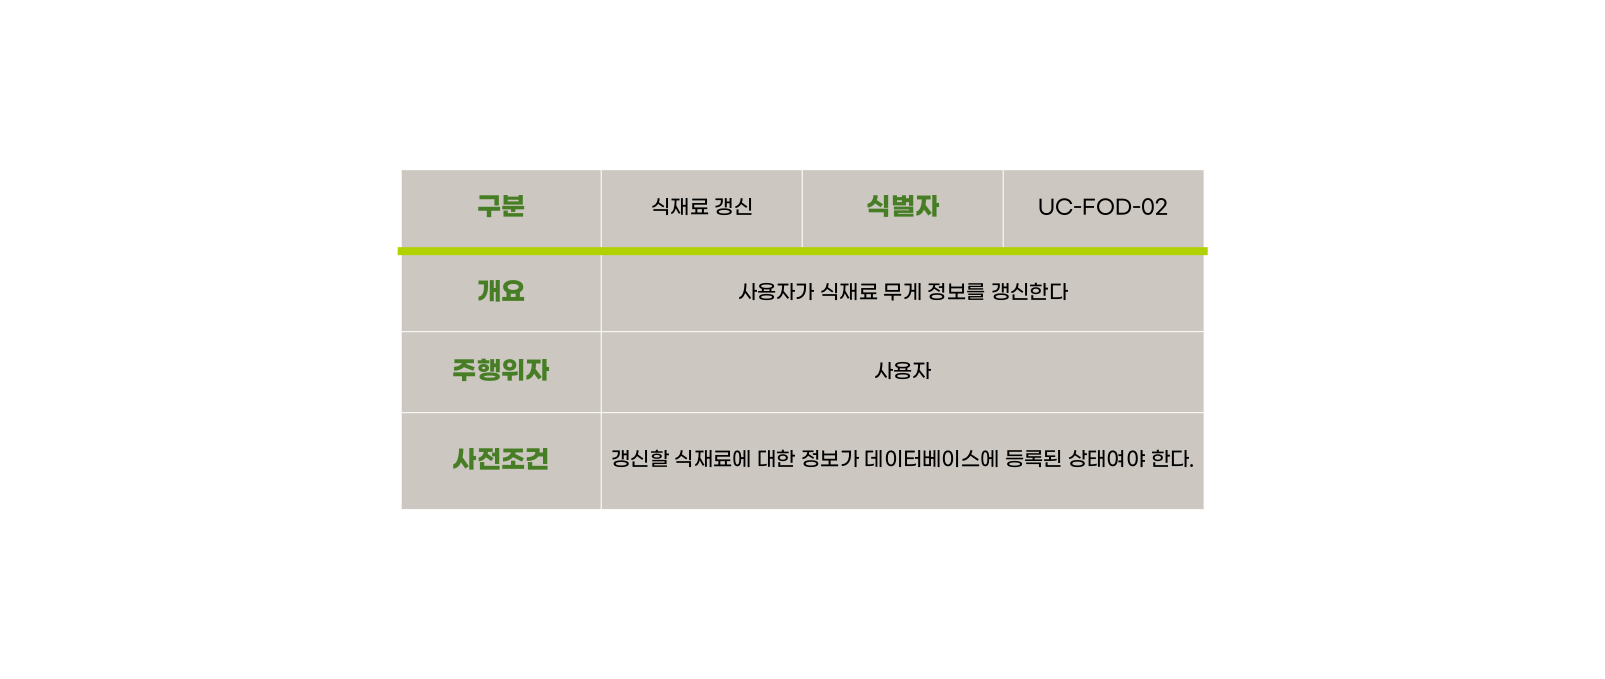 구분 식재료 갱신 식벌자 UC-FOD-02
개요 사용자가 식재료 무게 정보를 갱신한다
주행위자 사용자
사전조건 갱신할 식재료에 대한 정보가 데이터베이스에 등록된 상태여야 한다.